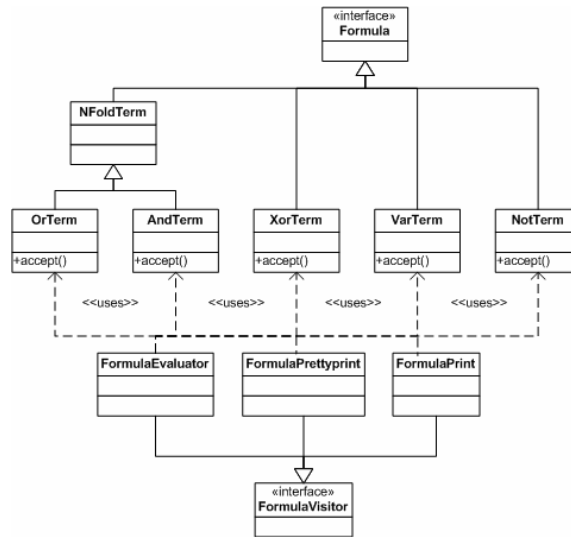 «interface»
Formula
NFoldTerm
OrTerm
AndTerm
XorTerm
VarTerm
NotTerm
+accept()
+accept()
+accept()
+accept()
+accept()
<<uses>>
<<uses>>
<<uses>>
<<uses>>
FormulaEvaluator
FormulaPrettyprint
FormulaPrint
«interface»
FormulaVisitor